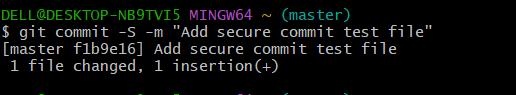 DELL@DESKTOP-NB9TVI5 MINGW64 ~ (master)
$ git commit -S -m "Add secure commit test file"
[master f1b9e16] Add secure commit test file
 1 file changed, 1 insertion(+)